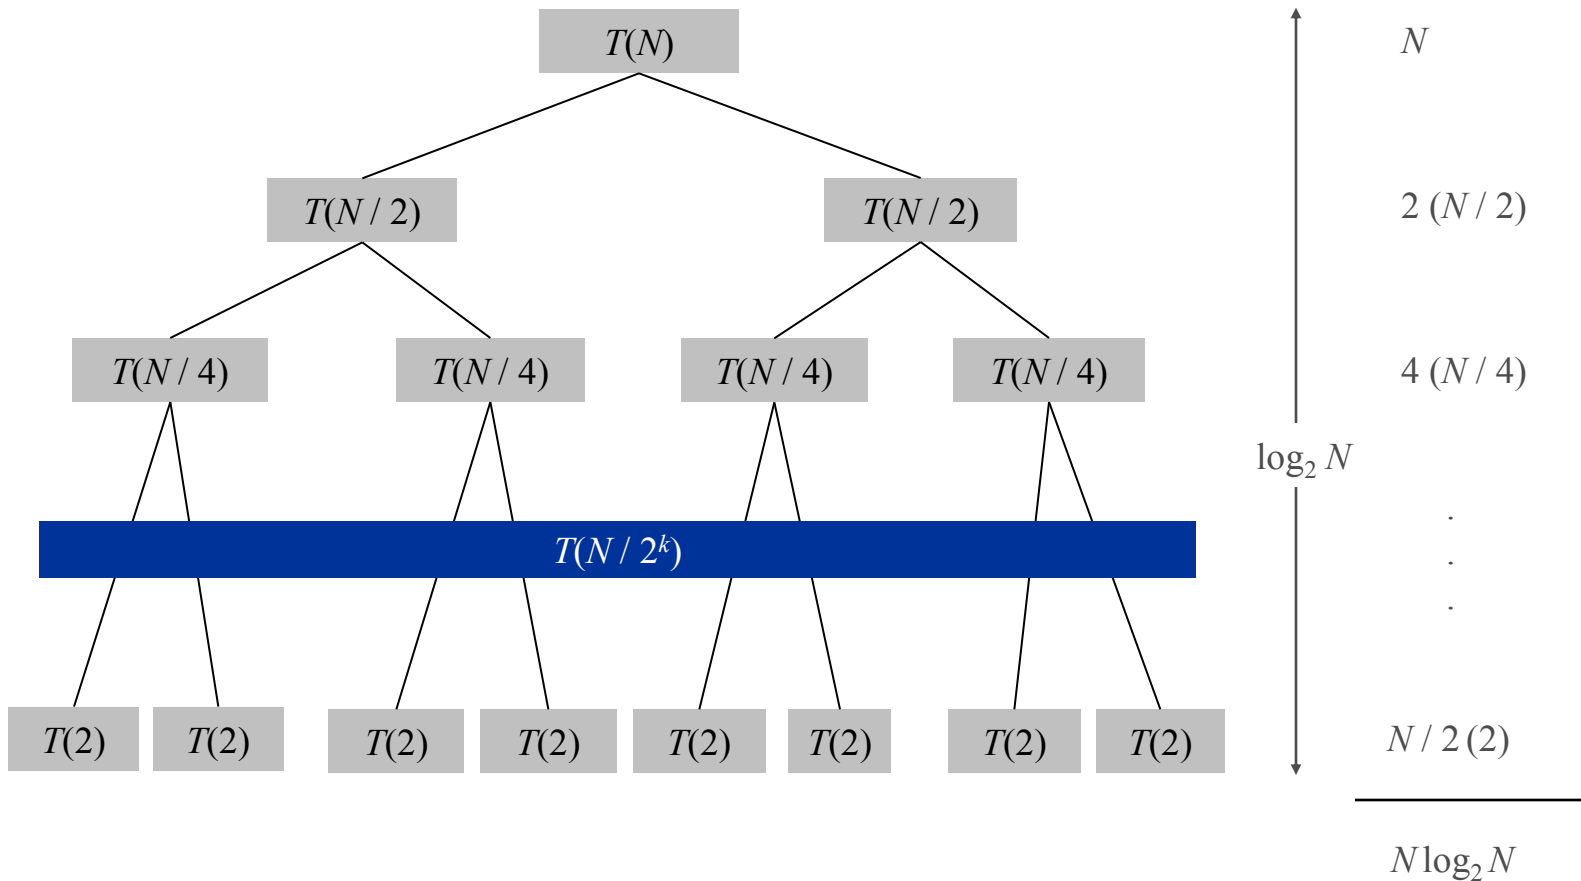 T(N)
N
T(N / 2)
T(N / 2)
2 (N / 2)
T(N / 4)
T(N / 4)
T(N / 4)
T(N / 4)
4 (N / 4)
log₂ N
.
T(N / 2ᵏ)
.
.
T(2)
T(2)
T(2)
T(2)
T(2)
T(2)
T(2)
T(2)
N / 2 (2)
N log₂ N